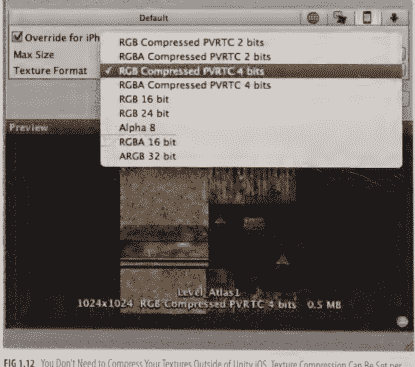 Default
Override for iPh
Max Size
Texture Format
RGB Compressed PVRTC 2 bits
RGBA Compressed PVRTC 2 bits
✓ RGB Compressed PVRTC 4 bits
RGBA Compressed PVRTC 4 bits
RGB 16 bit
RGB 24 bit
Alpha 8
RGBA 16 bit
ARGB 32 bit
Preview
Level_Atlas1
1024x1024 RGB Compressed PVRTC 4 bits 0.5 MB
FIG 1.12 You Don't Need to Compress Your Textures Outside of Unity iOS. Texture Compression Can Be Set per